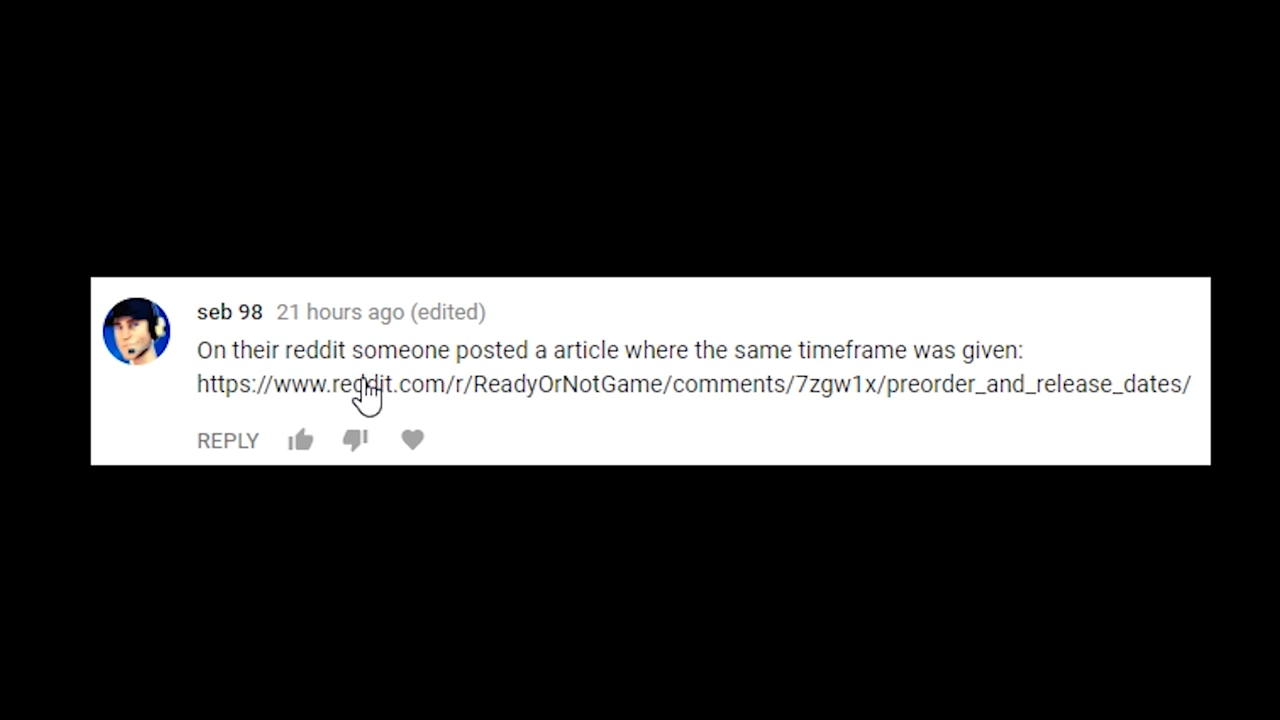 seb 98 21 hours ago (edited)
On their reddit someone posted a article where the same timeframe was given:
https://www.reddit.com/r/ReadyOrNotGame/comments/7zgw1x/preorder_and_release_dates/
REPLY